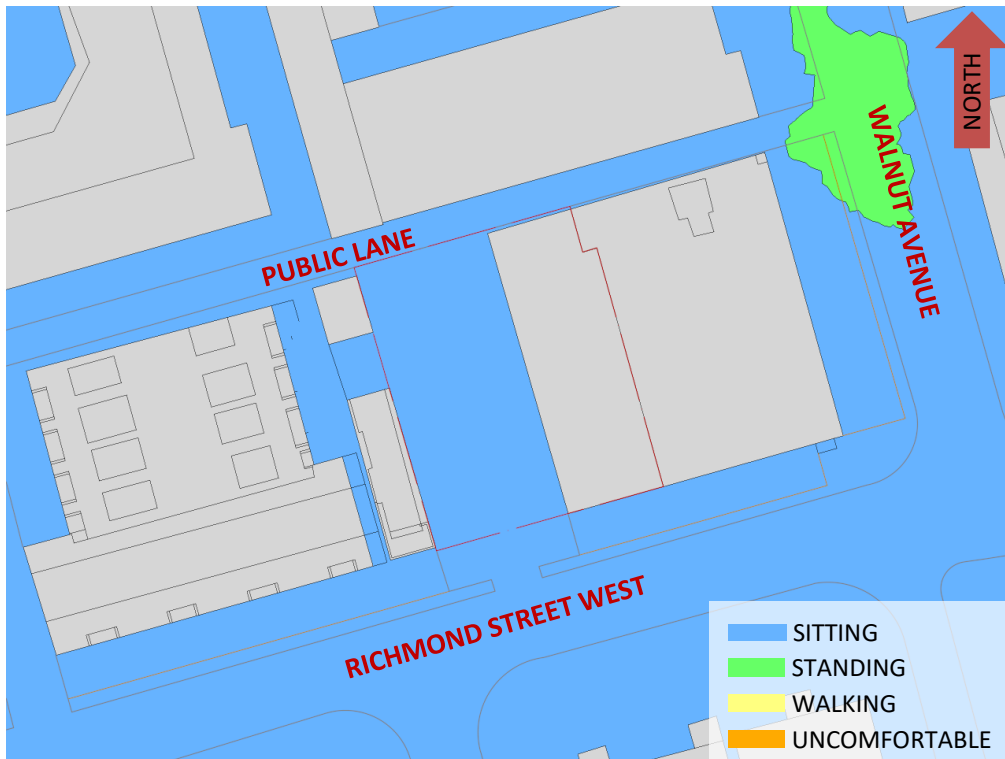 NORTH
WALNUT AVENUE
PUBLIC LANE
RICHMOND STREET WEST
SITTING
STANDING
WALKING
UNCOMFORTABLE